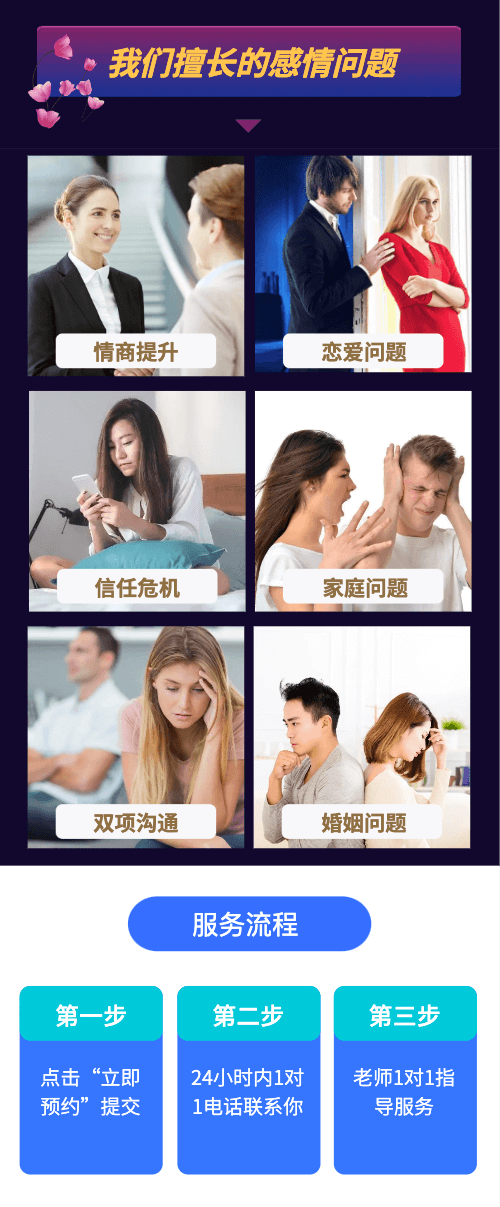 我们擅长的感情问题
情商提升
恋爱问题
信任危机
家庭问题
双项沟通
婚姻问题
服务流程
第一步
点击“立即
预约”提交
第二步
24小时内1对
1电话联系你
第三步
老师1对1指
导服务